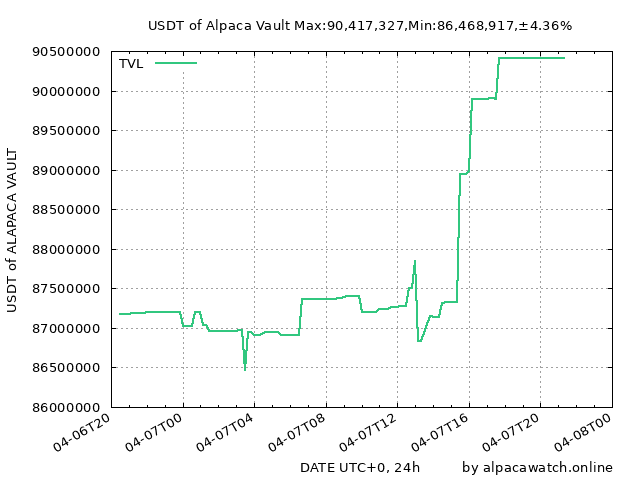 USDT of Alpaca Vault Max:90,417,327,Min:86,468,917,±4.36%
TVL
90500000
90000000
89500000
89000000
88500000
88000000
87500000
87000000
86500000
86000000
USDT of ALAPACA VAULT
04-06T20
04-07T00
04-07T04
04-07T08
04-07T12
04-07T16
04-07T20
04-08T00
DATE UTC+0, 24h
by alpacawatch.online